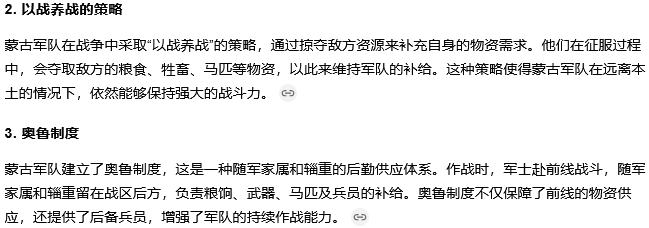 2. 以战养战的策略
蒙古军队在战争中采取“以战养战”的策略，通过掠夺敌方资源来补充自身的物资需求。他们在征服过程
中，会夺取敌方的粮食、牲畜、马匹等物资，以此来维持军队的补给。这种策略使得蒙古军队在远离本
土的情况下，依然能够保持强大的战斗力。
3. 奥鲁制度
蒙古军队建立了奥鲁制度，这是一种随军家属和辎重的后勤供应体系。作战时，军士赴前线战斗，随军
家属和辎重留在战区后方，负责粮饷、武器、马匹及兵员的补给。奥鲁制度不仅保障了前线的物资供
应，还提供了后备兵员，增强了军队的持续作战能力。